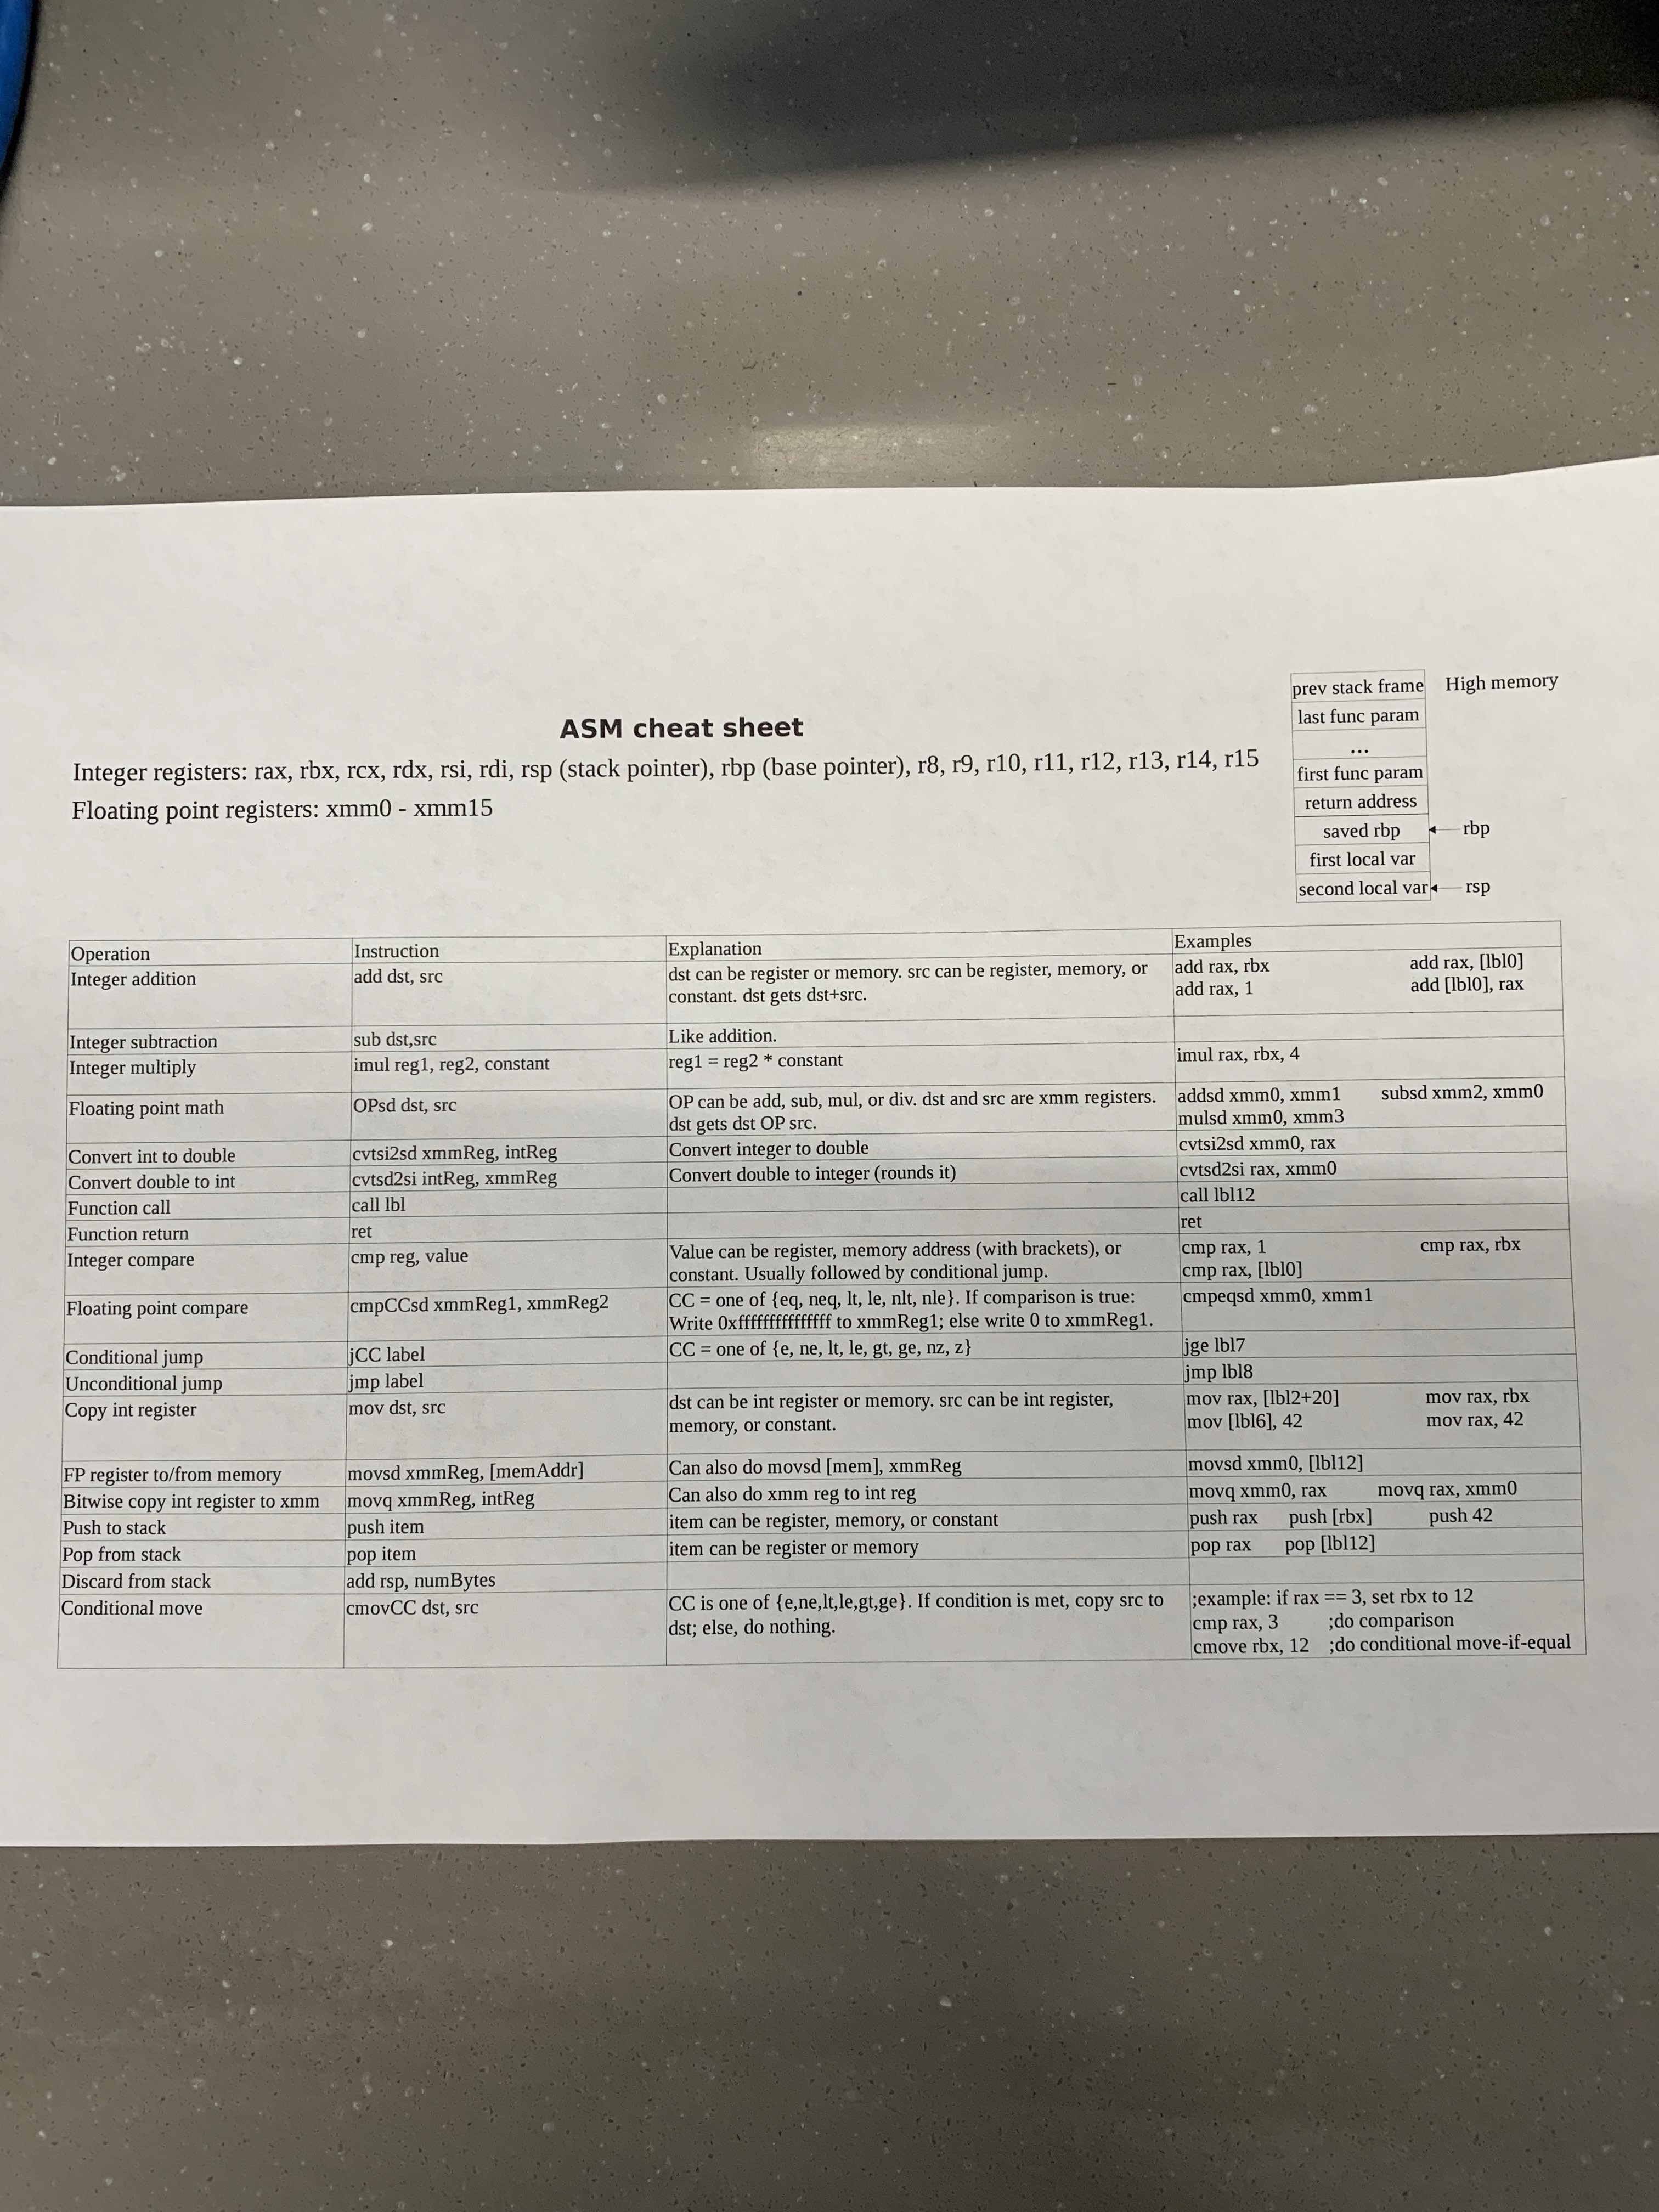 prev stack frame High memory
last func param
...
first func param
return address
saved rbp rbp
first local var
second local var rsp
ASM cheat sheet
Integer registers: rax, rbx, rcx, rdx, rsi, rdi, rsp (stack pointer), rbp (base pointer), r8, r9, r10, r11, r12, r13, r14, r15
Floating point registers: xmm0 - xmm15
Operation Instruction Explanation Examples
Integer addition add dst, src dst can be register or memory. src can be register, memory, or add rax, rbx add rax, [lbl0]
constant. dst gets dst+src. add rax, 1 add [lbl0], rax
Integer subtraction sub dst,src Like addition.
Integer multiply imul reg1, reg2, constant reg1 = reg2 * constant imul rax, rbx, 4
Floating point math OPsd dst, src OP can be add, sub, mul, or div. dst and src are xmm registers. addsd xmm0, xmm1 subsd xmm2, xmm0
dst gets dst OP src. mulsd xmm0, xmm3
Convert int to double cvtsi2sd xmmReg, intReg Convert integer to double cvtsi2sd xmm0, rax
Convert double to int cvtsd2si intReg, xmmReg Convert double to integer (rounds it) cvtsd2si rax, xmm0
Function call call lbl call lbl12
Function return ret ret
Integer compare cmp reg, value Value can be register, memory address (with brackets), or cmp rax, 1 cmp rax, rbx
constant. Usually followed by conditional jump. cmp rax, [lbl0]
Floating point compare cmpCCsd xmmReg1, xmmReg2 CC = one of {eq, neq, lt, le, nlt, nle}. If comparison is true: cmpeqsd xmm0, xmm1
Write 0xffffffffffffffff to xmmReg1; else write 0 to xmmReg1.
Conditional jump jCC label CC = one of {e, ne, lt, le, gt, ge, nz, z} jge lbl7
Unconditional jump jmp label jmp lbl8
Copy int register mov dst, src dst can be int register or memory. src can be int register, mov rax, [lbl2+20] mov rax, rbx
memory, or constant. mov [lbl6], 42 mov rax, 42
FP register to/from memory movsd xmmReg, [memAddr] Can also do movsd [mem], xmmReg movsd xmm0, [lbl12]
Bitwise copy int register to xmm movq xmmReg, intReg Can also do xmm reg to int reg movq xmm0, rax movq rax, xmm0
Push to stack push item item can be register, memory, or constant push rax push [rbx] push 42
Pop from stack pop item item can be register or memory pop rax pop [lbl12]
Discard from stack add rsp, numBytes
Conditional move cmovCC dst, src CC is one of {e,ne,lt,le,gt,ge}. If condition is met, copy src to ;example: if rax == 3, set rbx to 12
dst; else, do nothing. cmp rax, 3 ;do comparison
cmove rbx, 12 ;do conditional move-if-equal